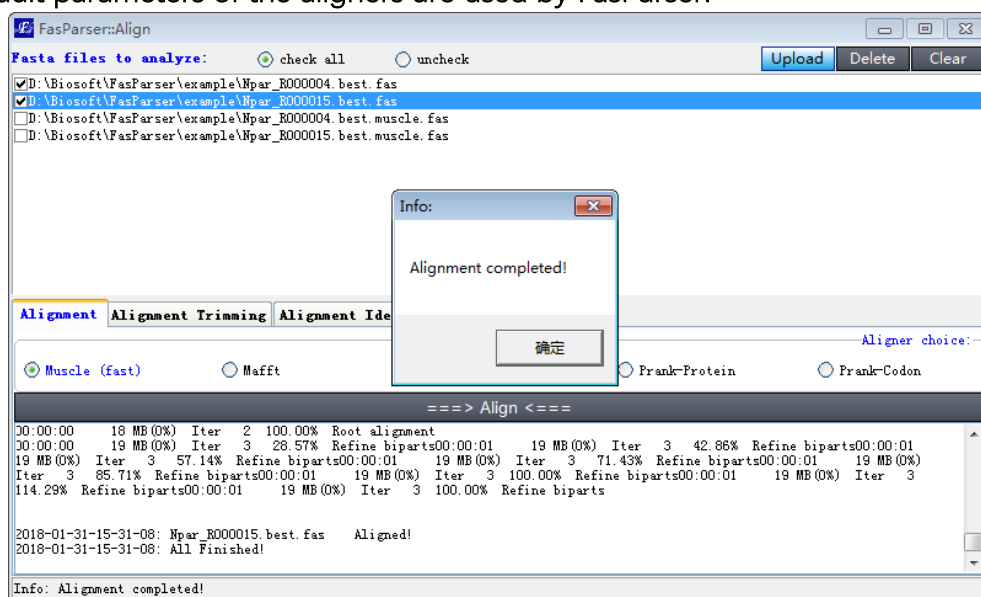 parameters of the aligners are used by FasParser.
FasParser::Align
Fasta files to analyze: check all uncheck Upload Delete Clear
D:\Biosoft\FasParser\example\Npar_R000004.best.fas
D:\Biosoft\FasParser\example\Npar_R000015.best.fas
D:\Biosoft\FasParser\example\Npar_R000004.best.muscle.fas
D:\Biosoft\FasParser\example\Npar_R000015.best.muscle.fas
Info:
Alignment completed!
确定
Alignment Alignment Trimming Alignment Ide
Aligner choice:
Muscle (fast) Mafft Prank-Protein Prank-Codon
===> Align <===
00:00:00 18 MB(0%) Iter 2 100.00% Root alignment
00:00:00 19 MB(0%) Iter 3 28.57% Refine biparts00:00:01 19 MB(0%) Iter 3 42.86% Refine biparts00:00:01
19 MB(0%) Iter 3 57.14% Refine biparts00:00:01 19 MB(0%) Iter 3 71.43% Refine biparts00:00:01 19 MB(0%)
Iter 3 85.71% Refine biparts00:00:01 19 MB(0%) Iter 3 100.00% Refine biparts00:00:01 19 MB(0%) Iter 3
114.29% Refine biparts00:00:01 19 MB(0%) Iter 3 100.00% Refine biparts
2018-01-31-15-31-08: Npar_R000015.best.fas Aligned!
2018-01-31-15-31-08: All Finished!
Info: Alignment completed!